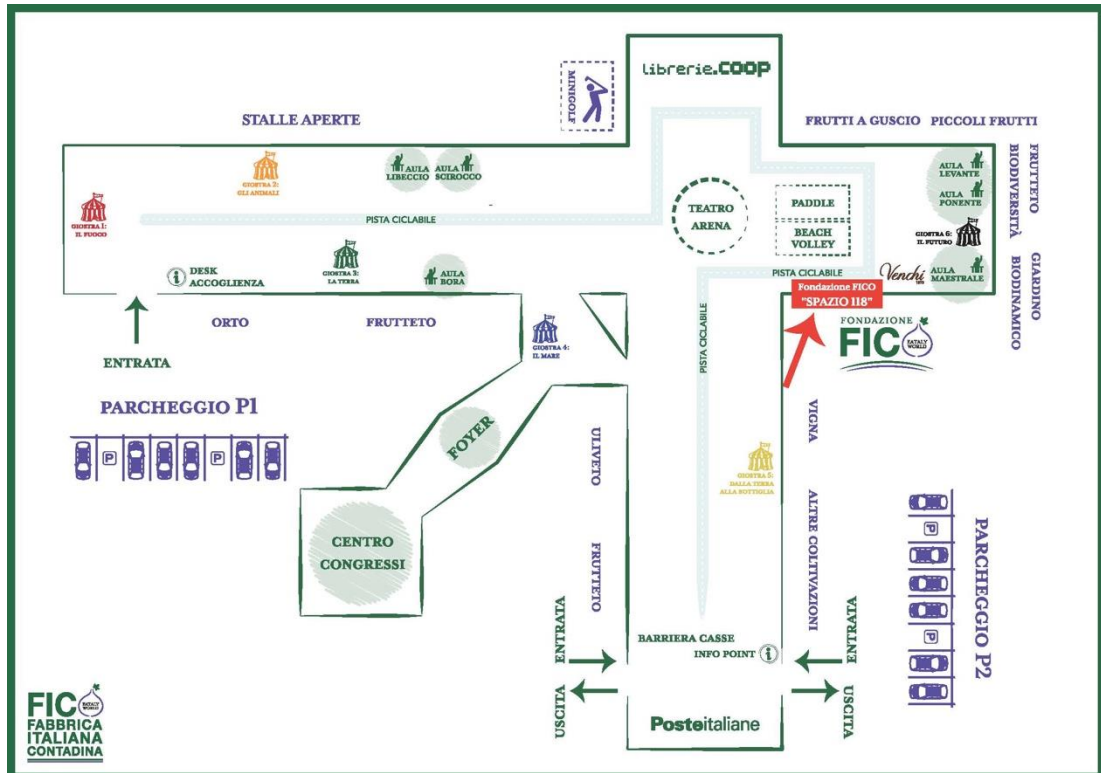 librerie.COOP
MINIGOLF
STALLE APERTE
FRUTTI A GUSCIO
PICCOLI FRUTTI
FRUTTETO
BIODIVERSITÀ
GIARDINO
BIODINAMICO
GIOSTRA 1:
IL FUOCO
GIOSTRA 2:
GLI ANIMALI
AULA
LIBECCIO
AULA
SCIROCCO
PISTA CICLABILE
TEATRO
ARENA
PADDLE
BEACH
VOLLEY
AULA
LEVANTE
AULA
PONENTE
GIOSTRA 6:
IL FUTURO
DESK
ACCOGLIENZA
GIOSTRA 3:
LA TERRA
AULA
BORA
PISTA CICLABILE
Venchi
AULA
MAESTRALE
Fondazione FICO
"SPAZIO 118"
FONDAZIONE
FICO
EATALY
WORLD
ENTRATA
ORTO
FRUTTETO
GIOSTRA 4:
IL MARE
PISTA CICLABILE
PARCHEGGIO P1
P
P
FOYER
CENTRO
CONGRESSI
ULIVETO
FRUTTETO
VIGNA
ALTRE COLTIVAZIONI
GIOSTRA 5:
DALLA TERRA
ALLA BOTTIGLIA
PARCHEGGIO P2
P
P
BARRIERA CASSE
INFO POINT
ENTRATA
USCITA
ENTRATA
USCITA
Posteitaliane
FICO
EATALY
WORLD
FABBRICA
ITALIANA
CONTADINA